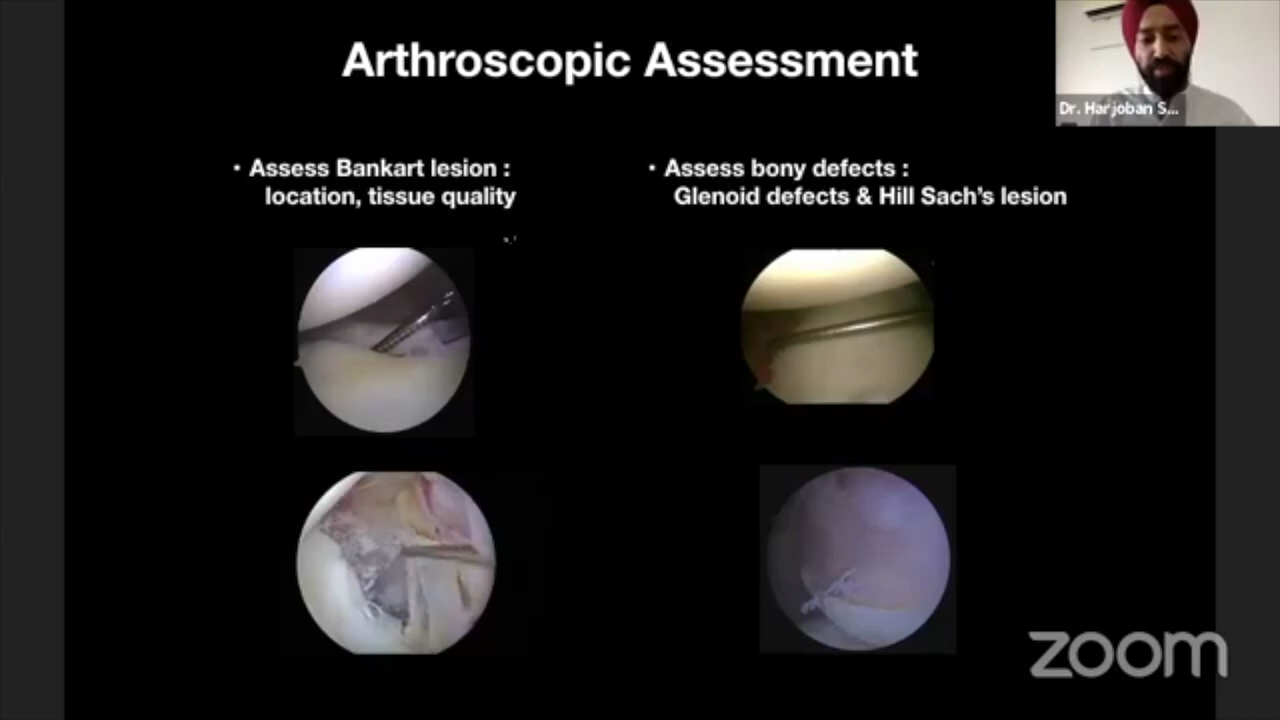 Arthroscopic Assessment
Dr. Harjoban S...
• Assess Bankart lesion :
location, tissue quality
• Assess bony defects :
Glenoid defects & Hill Sach’s lesion
zoom